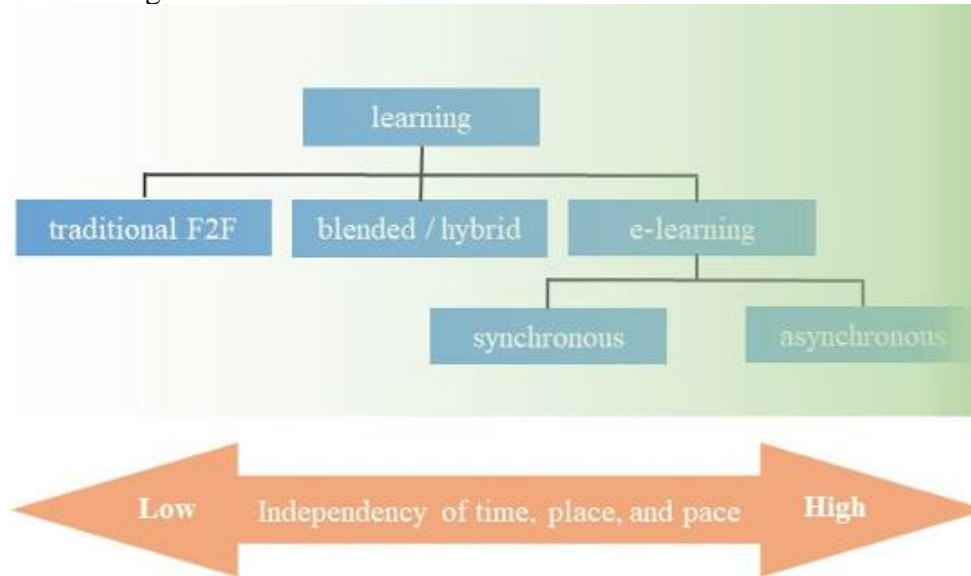 learning
traditional F2F
blended / hybrid
e-learning
synchronous
asynchronous
Low
Independency of time, place, and pace
High